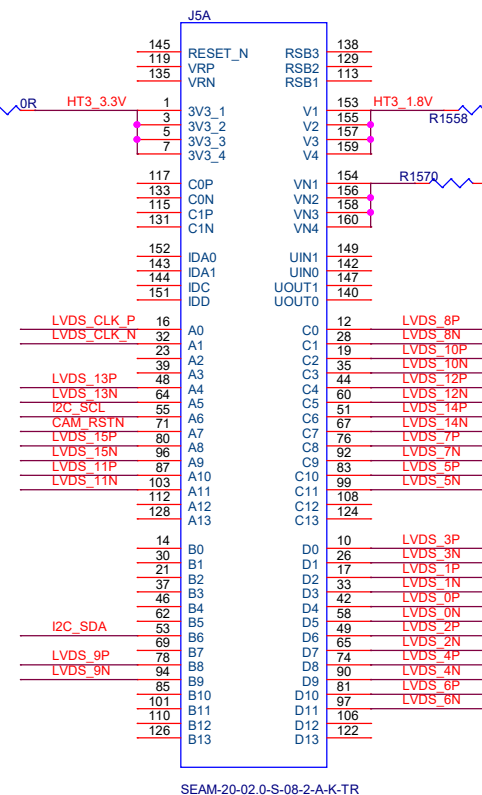 J5A
145 RESET_N RSB3 138
119 VRP RSB2 129
135 VRN RSB1 113
0R HT3_3.3V 1 3V3_1 V1 153 HT3_1.8V
3 3V3_2 V2 155 R1558
5 3V3_3 V3 157
7 3V3_4 V4 159
117 C0P VN1 154 R1570
133 C0N VN2 156
115 C1P VN3 158
131 C1N VN4 160
152 IDA0 UIN1 149
143 IDA1 UIN0 142
144 IDC UOUT1 147
151 IDD UOUT0 140
LVDS_CLK_P 16 A0 C0 12 LVDS_8P
LVDS_CLK_N 32 A1 C1 28 LVDS_8N
23 A2 C2 19 LVDS_10P
39 A3 C3 35 LVDS_10N
LVDS_13P 48 A4 C4 44 LVDS_12P
LVDS_13N 64 A5 C5 60 LVDS_12N
I2C_SCL 55 A6 C6 51 LVDS_14P
CAM_RSTN 71 A7 C7 67 LVDS_14N
LVDS_15P 80 A8 C8 76 LVDS_7P
LVDS_15N 96 A9 C9 92 LVDS_7N
LVDS_11P 87 A10 C10 83 LVDS_5P
LVDS_11N 103 A11 C11 99 LVDS_5N
112 A12 C12 108
128 A13 C13 124
14 B0 D0 10 LVDS_3P
30 B1 D1 26 LVDS_3N
21 B2 D2 17 LVDS_1P
37 B3 D3 33 LVDS_1N
46 B4 D4 42 LVDS_0P
62 B5 D5 58 LVDS_0N
I2C_SDA 53 B6 D6 49 LVDS_2P
69 B7 D7 65 LVDS_2N
LVDS_9P 78 B8 D8 74 LVDS_4P
LVDS_9N 94 B9 D9 90 LVDS_4N
85 B10 D10 81 LVDS_6P
101 B11 D11 97 LVDS_6N
110 B12 D12 106
126 B13 D13 122
SEAM-20-02.0-S-08-2-A-K-TR